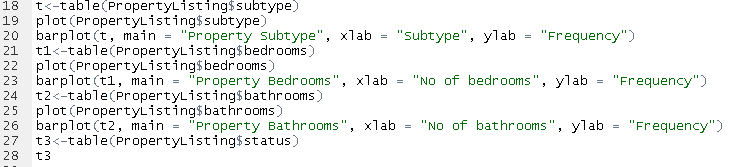 18 t<-table(PropertyListing$subtype)
19 plot(PropertyListing$subtype)
20 barplot(t, main = "Property Subtype", xlab = "Subtype", ylab = "Frequency")
21 t1<-table(PropertyListing$bedrooms)
22 plot(PropertyListing$bedrooms)
23 barplot(t1, main = "Property Bedrooms", xlab = "No of bedrooms", ylab = "Frequency")
24 t2<-table(PropertyListing$bathrooms)
25 plot(PropertyListing$bathrooms)
26 barplot(t2, main = "Property Bathrooms", xlab = "No of bathrooms", ylab = "Frequency")
27 t3<-table(PropertyListing$status)
28 t3